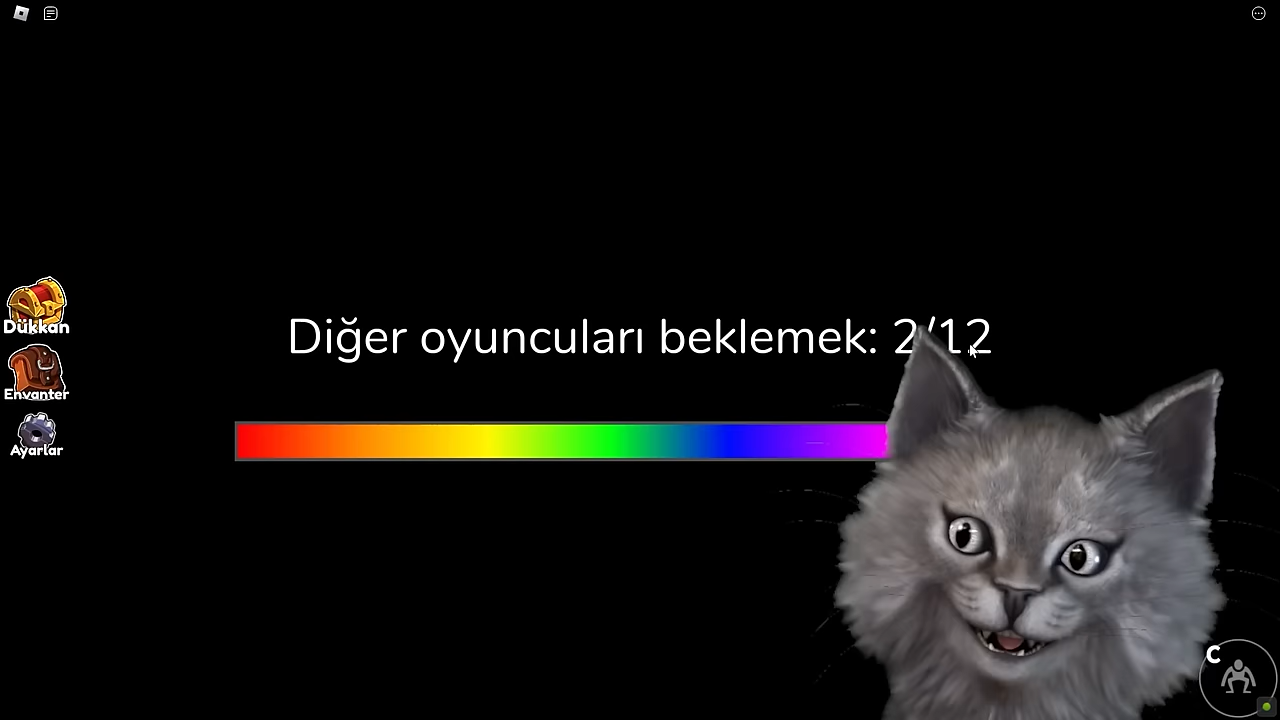 Dükkan
Diğer oyuncuları beklemek: 2/12
Envanter
Ayarlar
C